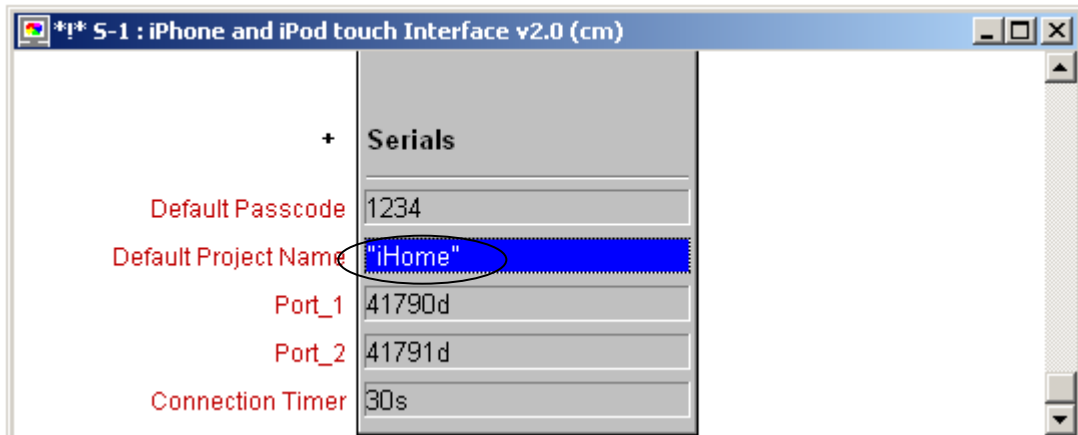 *!* S-1 : iPhone and iPod touch Interface v2.0 (cm)
+ Serials
Default Passcode 1234
Default Project Name "iHome"
Port_1 41790d
Port_2 41791d
Connection Timer 30s